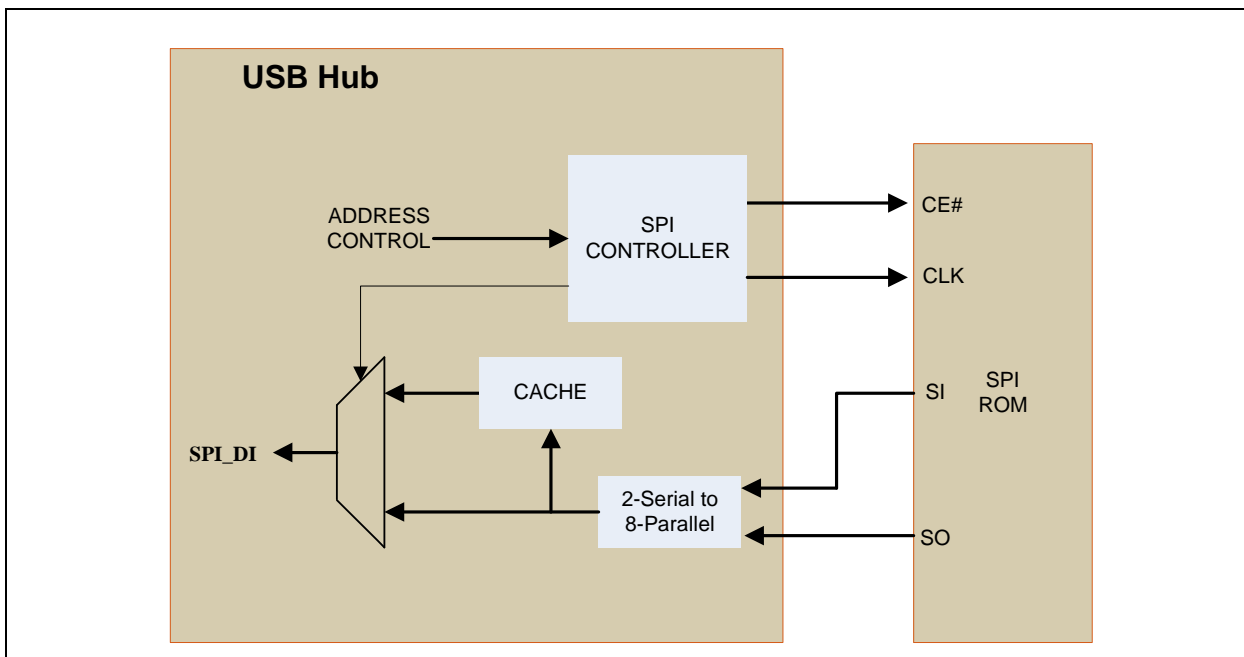 USB Hub
ADDRESS
CONTROL
SPI
CONTROLLER
CE#
CLK
CACHE
SI
SPI
ROM
SPI_DI
2-Serial to
8-Parallel
SO